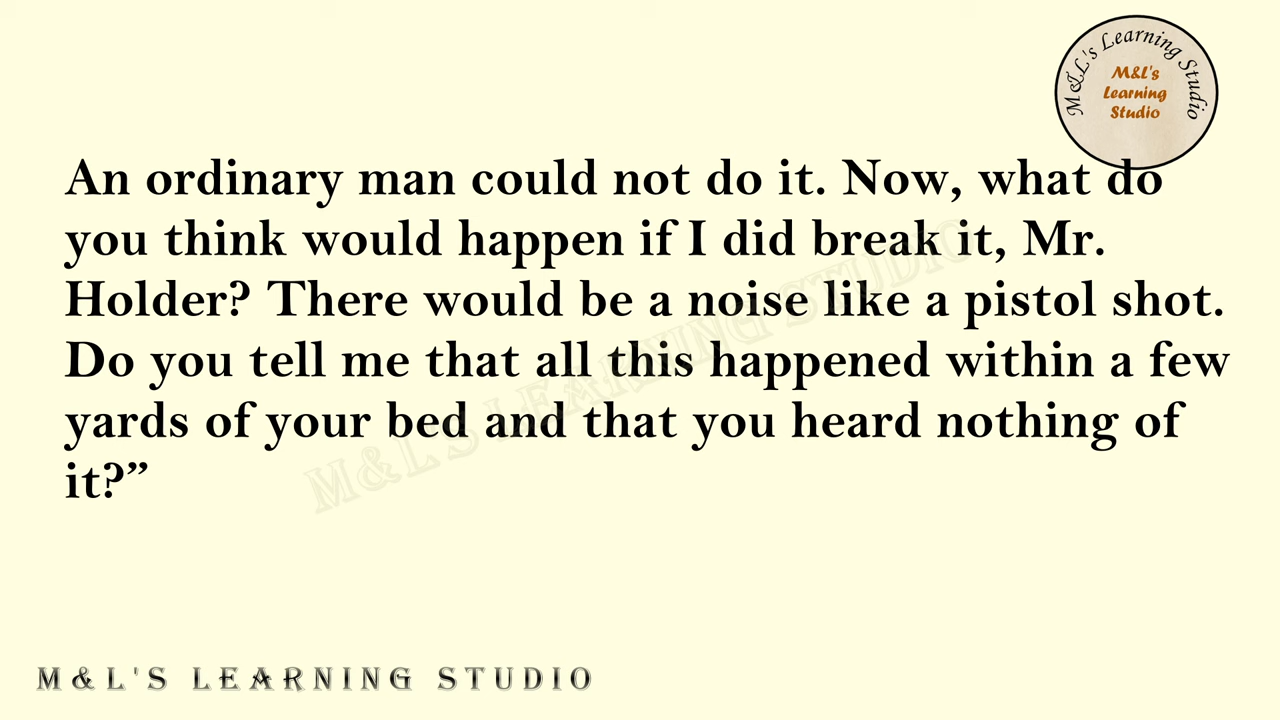 M&L's Learning Studio
M&L's
Learning
Studio
An ordinary man could not do it. Now, what do
you think would happen if I did break it, Mr.
Holder? There would be a noise like a pistol shot.
Do you tell me that all this happened within a few
yards of your bed and that you heard nothing of
it?”
M&L'S LEARNING STUDIO
M&L'S LEARNING STUDIO